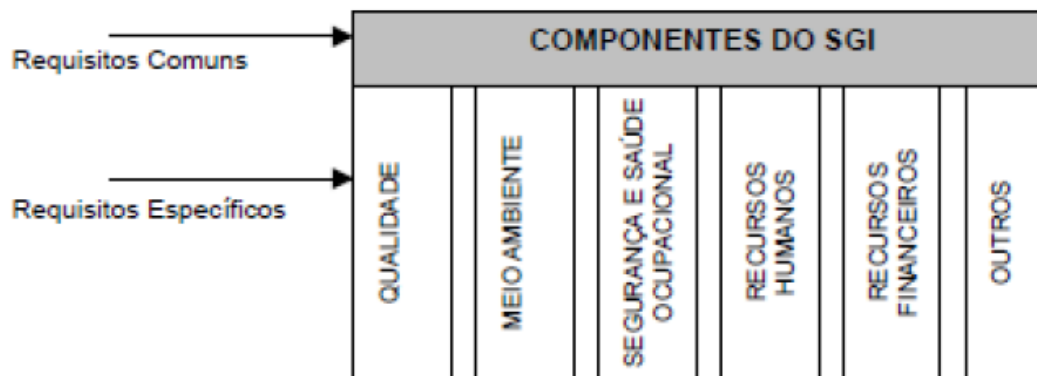 COMPONENTES DO SGI
Requisitos Comuns
Requisitos Específicos
QUALIDADE
MEIO AMBIENTE
SEGURANÇA E SAÚDE
OCUPACIONAL
RECURSOS
HUMANOS
RECURSOS
FINANCEIROS
OUTROS